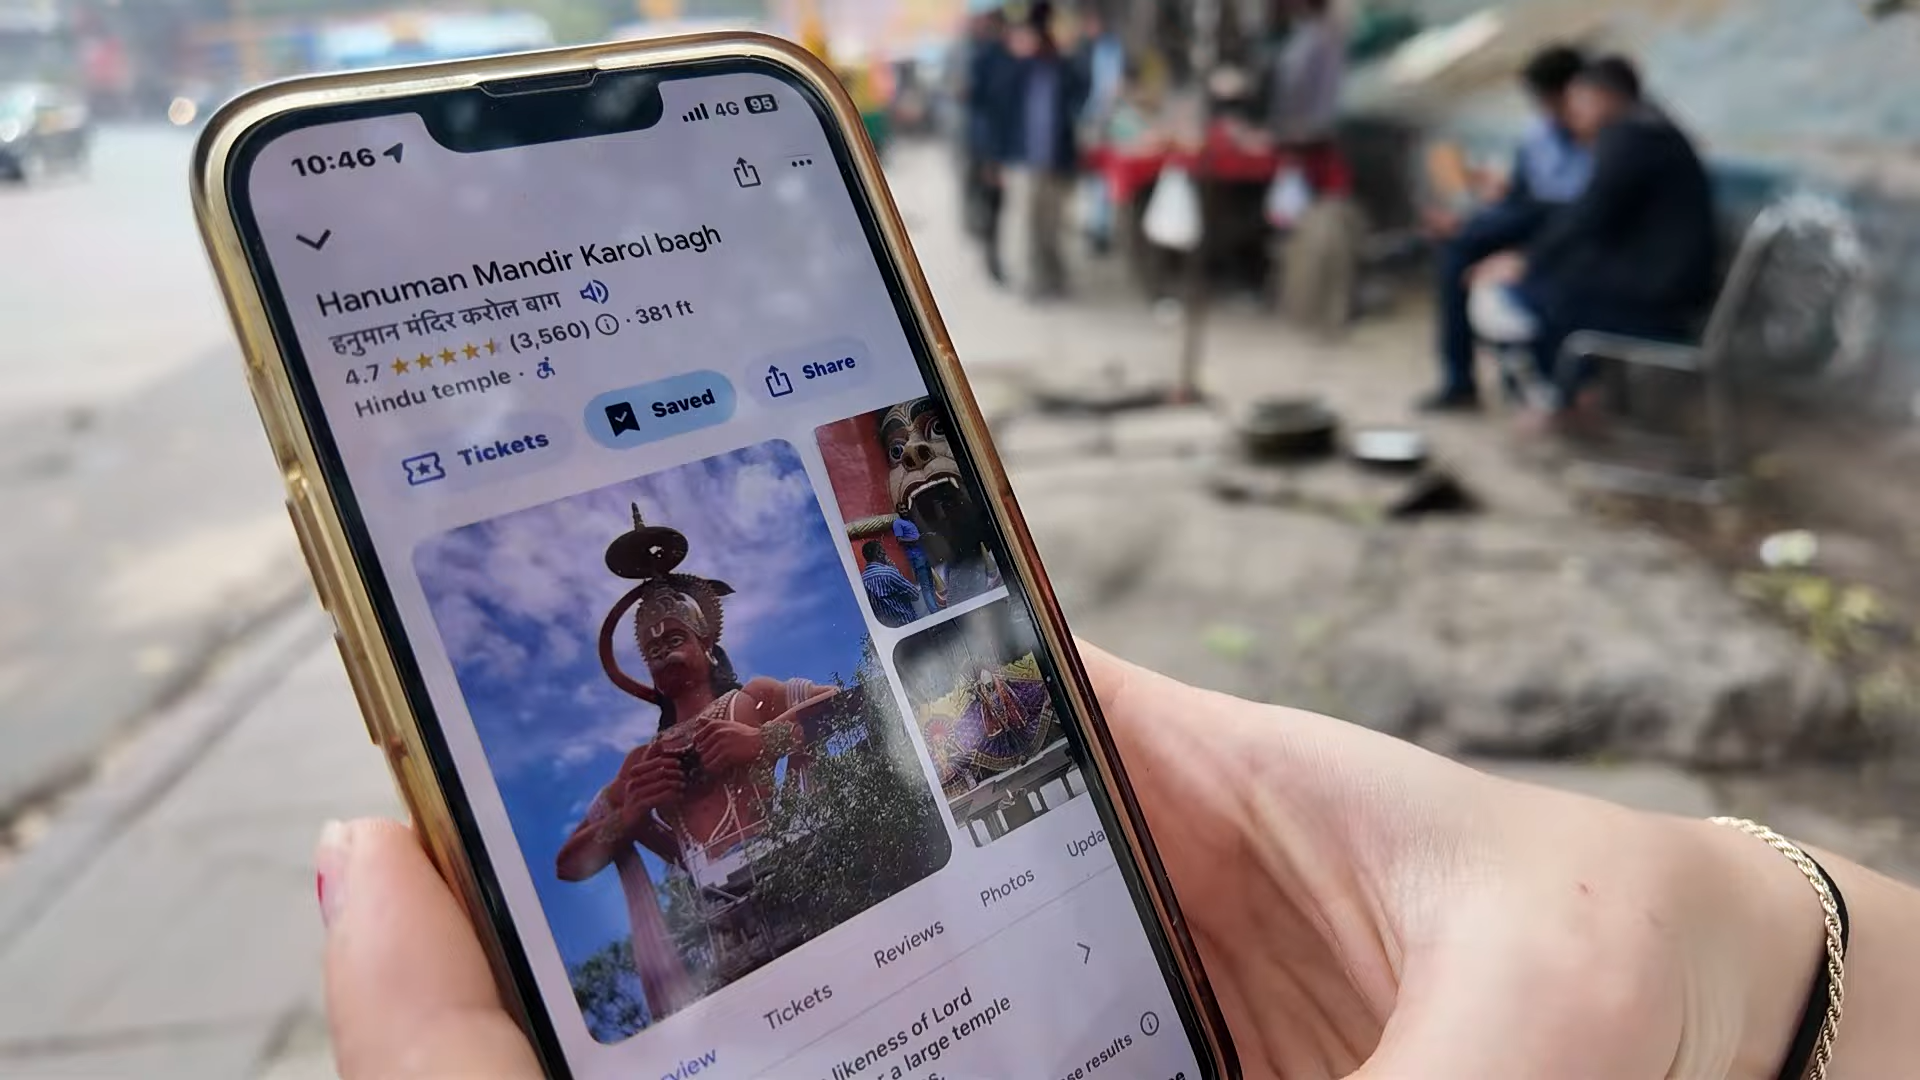 10:46
4G 95
Hanuman Mandir Karol bagh
हनुमान मंदिर करोल बाग
4.7 (3,560) · 381 ft
Hindu temple ·
Tickets
Saved
Share
Tickets Reviews Photos
likeness of Lord
a large temple
results